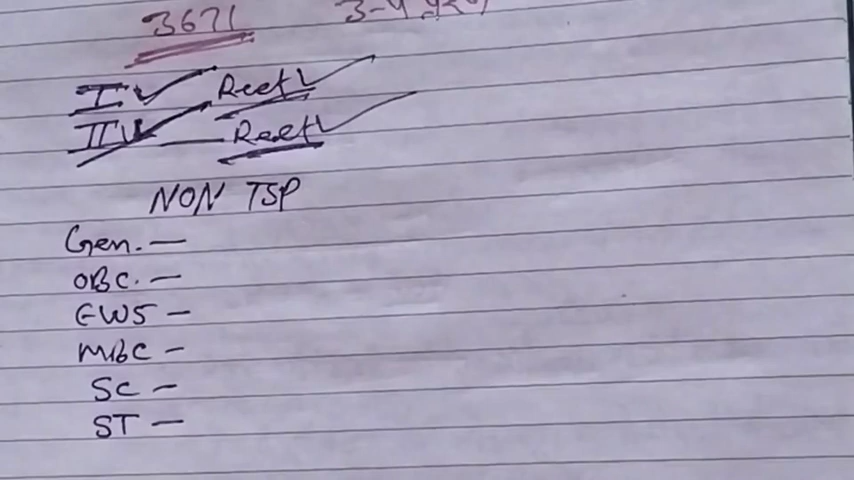 3671
I ✓ Reet ✓
II ✓ — Reet ✓
NON TSP
Gen. —
OBC. —
EWS —
MBC —
SC —
ST —